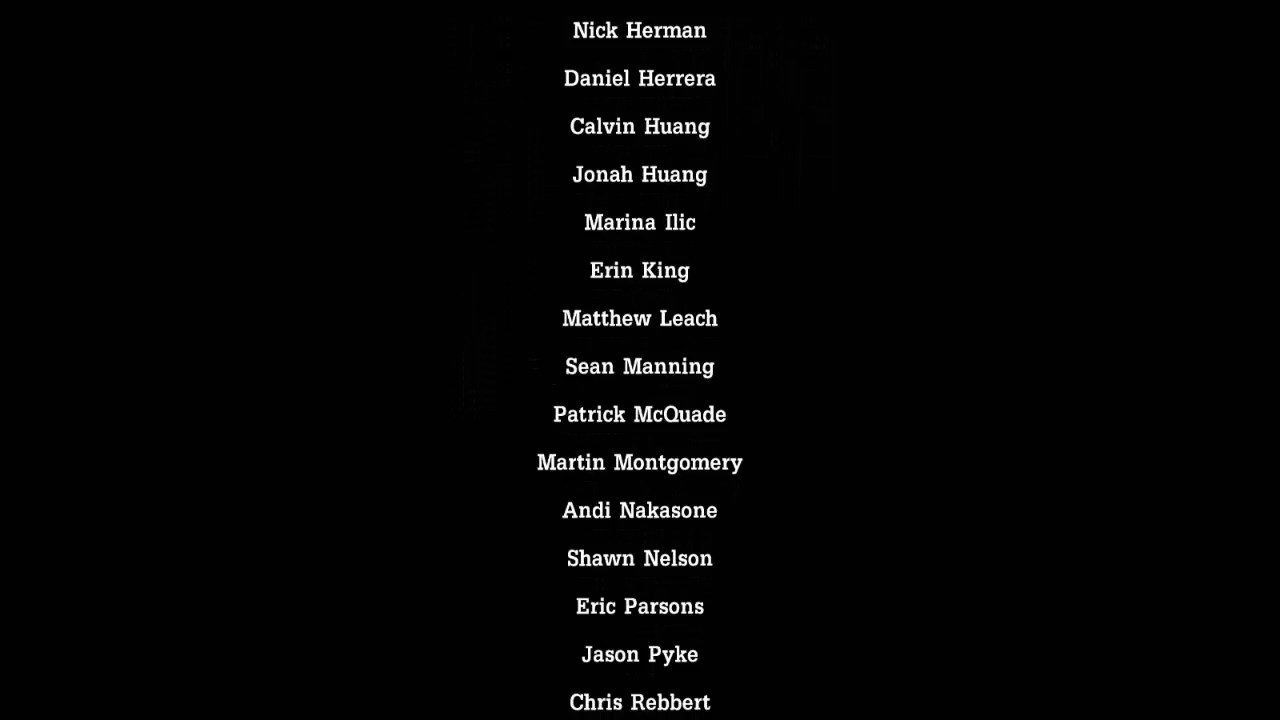 Nick Herman
Daniel Herrera
Calvin Huang
Jonah Huang
Marina Ilic
Erin King
Matthew Leach
Sean Manning
Patrick McQuade
Martin Montgomery
Andi Nakasone
Shawn Nelson
Eric Parsons
Jason Pyke
Chris Rebbert